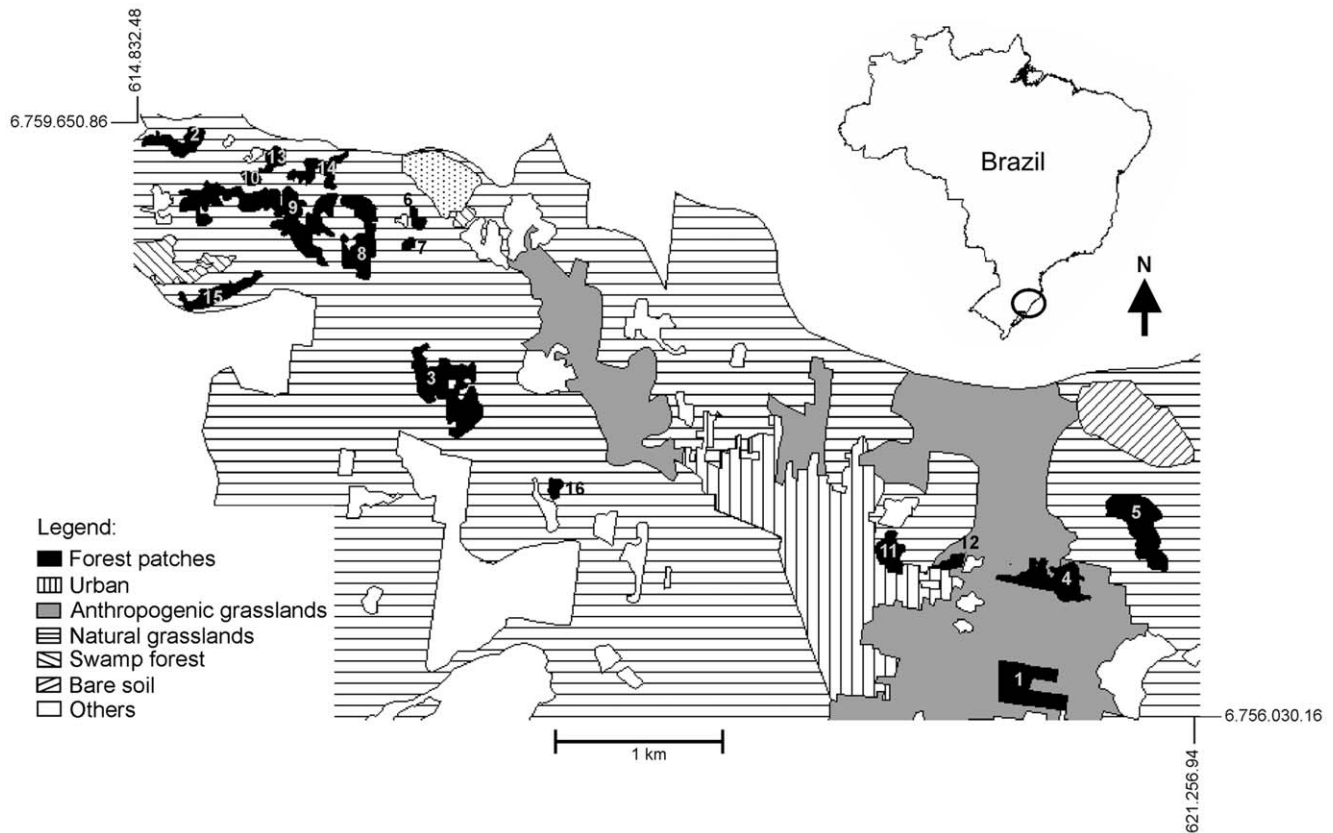 614.832.48
6.759.650.86
2
13
14
10
9
6
8
7
15
Brazil
N
3
16
5
11
12
4
1
Legend:
Forest patches
Urban
Anthropogenic grasslands
Natural grasslands
Swamp forest
Bare soil
Others
1 km
6.756.030.16
621.256.94